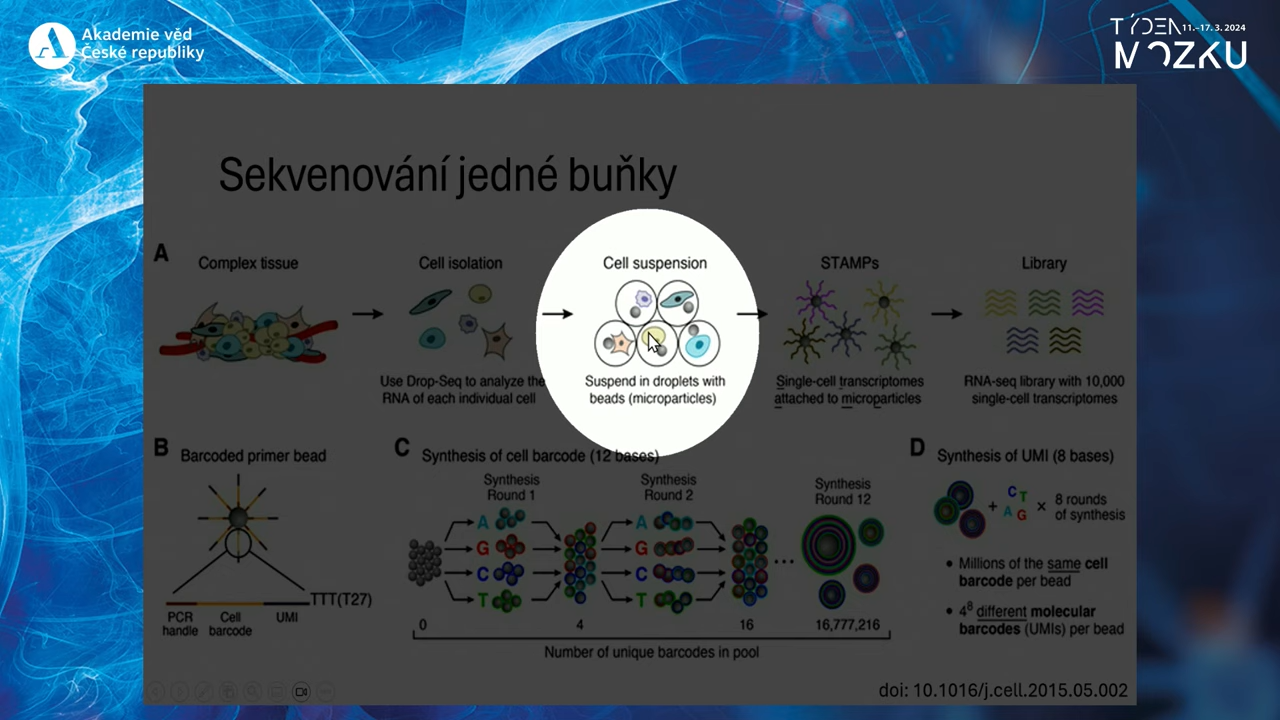 Akademie věd
České republiky
TÝDEN 11.–17. 3. 2024
MOZKU
Sekvenování jedné buňky
A
Complex tissue
Cell isolation
Cell suspension
STAMPs
Library
Use Drop-Seq to analyze the
RNA of each individual cell
Suspend in droplets with
beads (microparticles)
Single-cell transcriptomes
attached to microparticles
RNA-seq library with 10,000
single-cell transcriptomes
B
Barcoded primer bead
TTT(T27)
PCR
handle
Cell
barcode
UMI
C
Synthesis of cell barcode (12 bases)
Synthesis
Round 1
Synthesis
Round 2
Synthesis
Round 12
A
G
C
T
A
G
C
T
...
0
4
16
16,777,216
Number of unique barcodes in pool
D
Synthesis of UMI (8 bases)
+ C T A G × 8 rounds
of synthesis
• Millions of the same cell
barcode per bead
• 4⁸ different molecular
barcodes (UMIs) per bead
doi: 10.1016/j.cell.2015.05.002